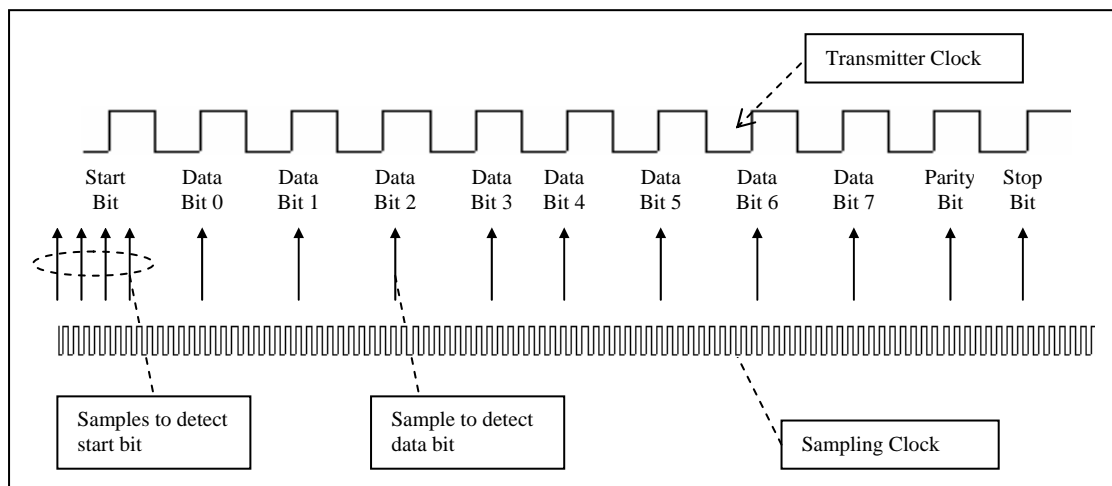 Transmitter Clock
Start
Bit
Data
Bit 0
Data
Bit 1
Data
Bit 2
Data
Bit 3
Data
Bit 4
Data
Bit 5
Data
Bit 6
Data
Bit 7
Parity
Bit
Stop
Bit
Samples to detect
start bit
Sample to detect
data bit
Sampling Clock